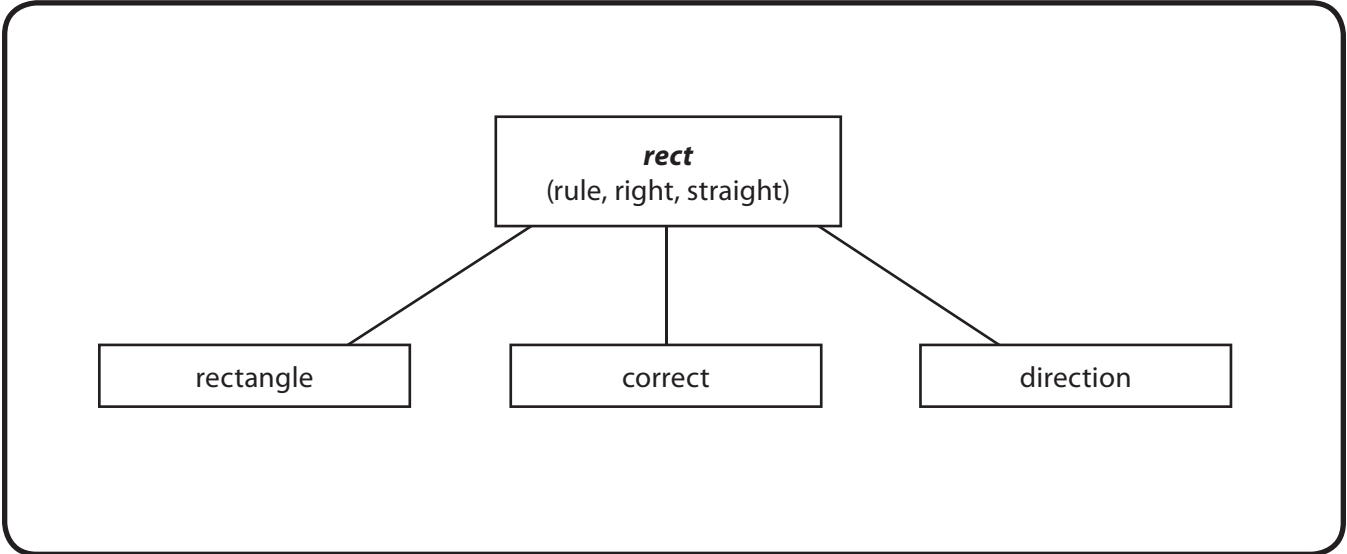 rect
(rule, right, straight)
rectangle
correct
direction